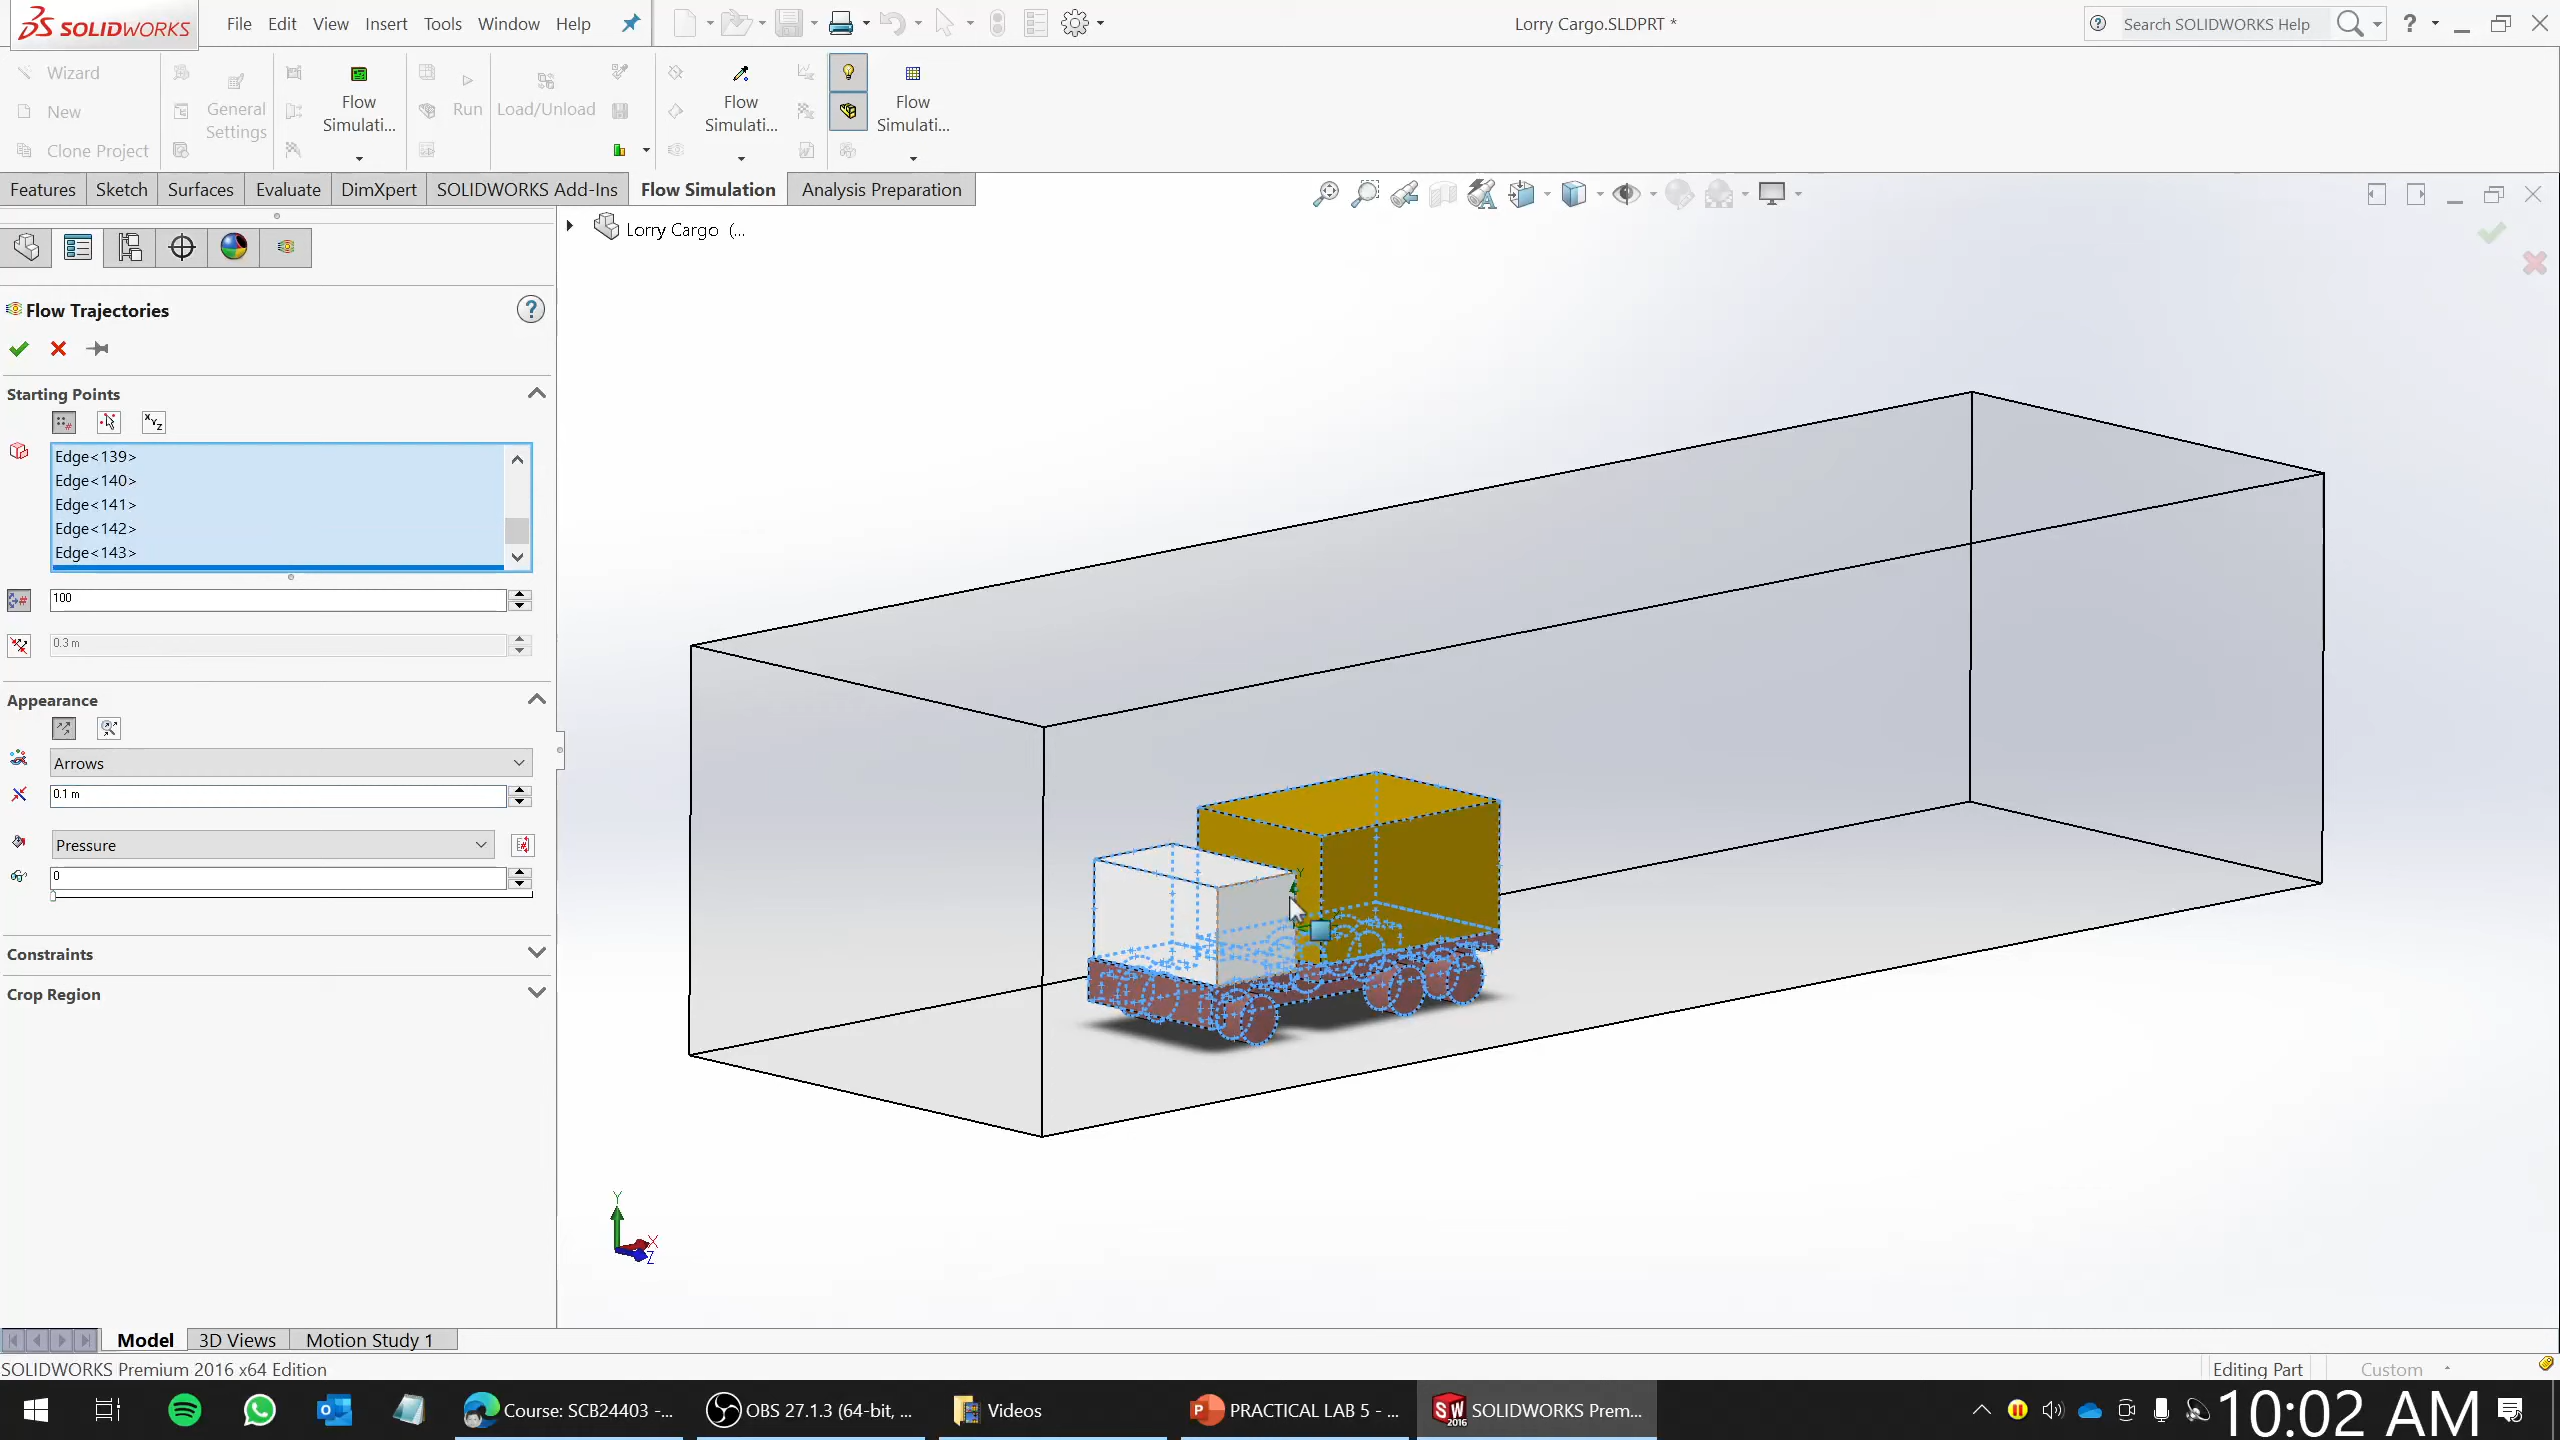 SOLIDWORKS
File Edit View Insert Tools Window Help
Lorry Cargo.SLDPRT *
Search SOLIDWORKS Help
Wizard
New
Clone Project
General Settings
Flow Simulati...
Run
Load/Unload
Flow Simulati...
Flow Simulati...
Features Sketch Surfaces Evaluate DimXpert SOLIDWORKS Add-Ins Flow Simulation Analysis Preparation
Lorry Cargo (...
Flow Trajectories
Starting Points
Edge<139>
Edge<140>
Edge<141>
Edge<142>
Edge<143>
100
0.3 m
Appearance
Arrows
0.1 m
Pressure
0
Constraints
Crop Region
Y
X
Z
Model 3D Views Motion Study 1
SOLIDWORKS Premium 2016 x64 Edition
Editing Part
Custom
Course: SCB24403 -...
OBS 27.1.3 (64-bit, ...
Videos
PRACTICAL LAB 5 - ...
SOLIDWORKS Prem...
10:02 AM